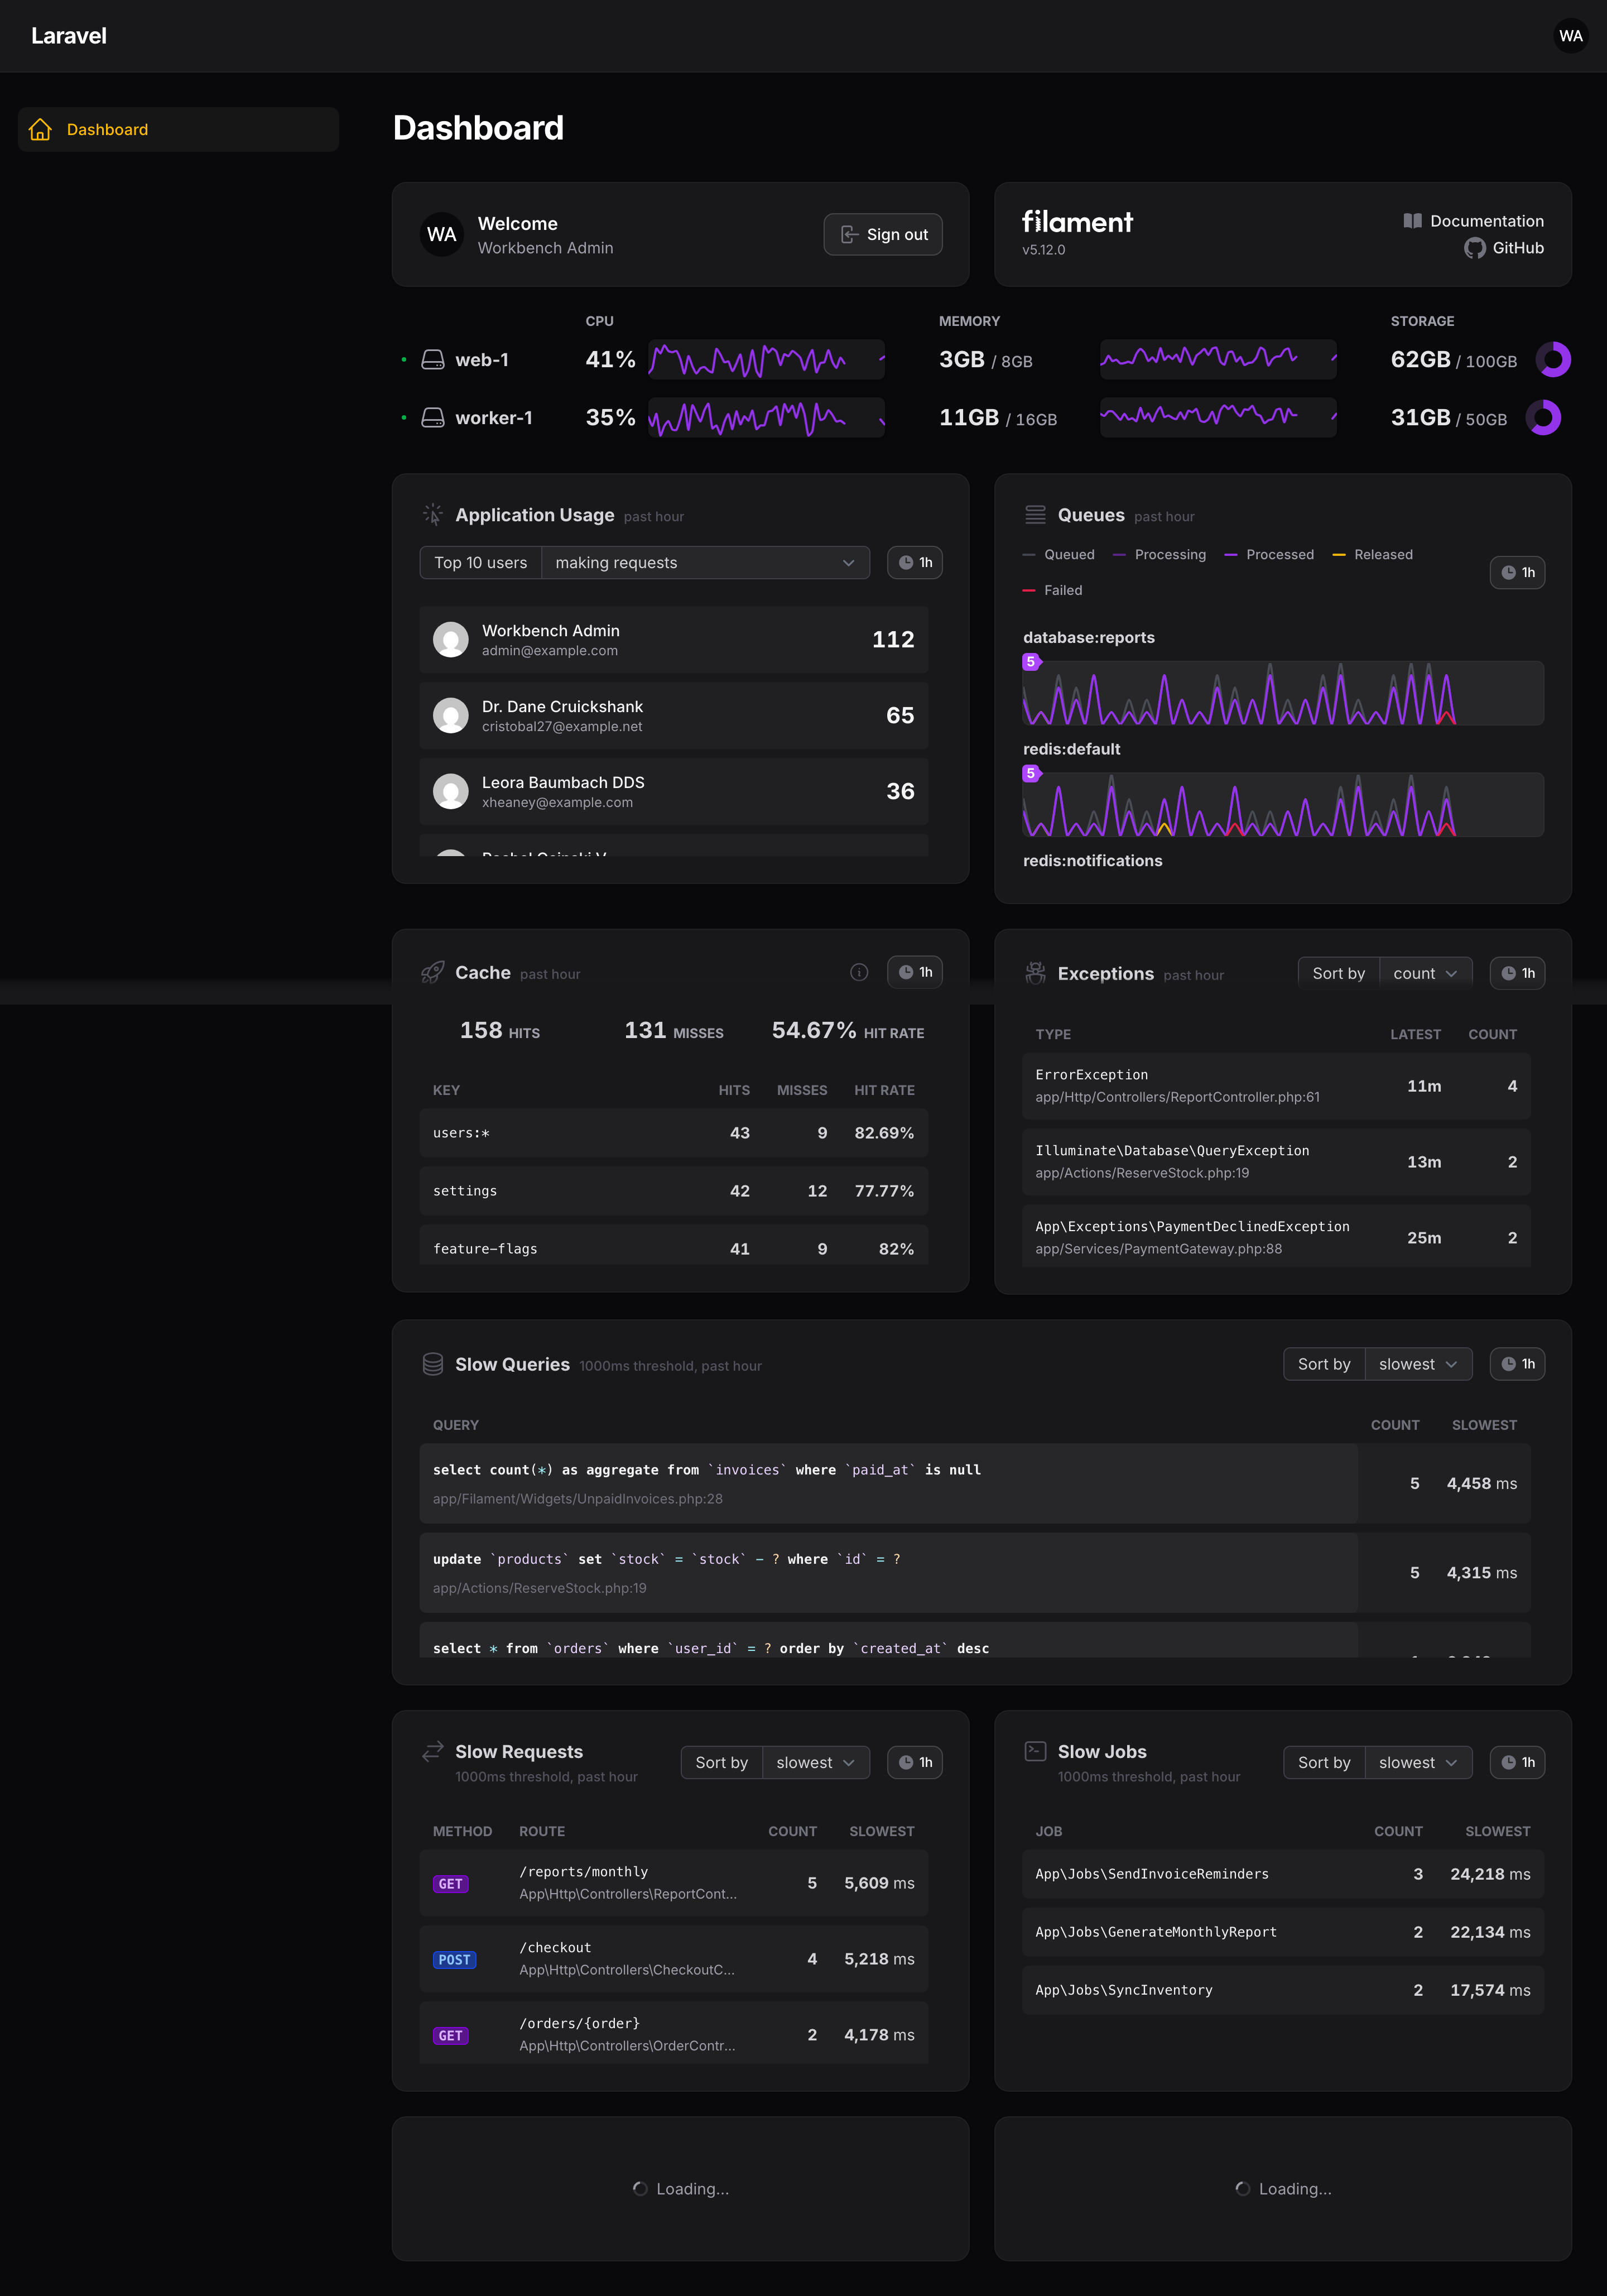 Laravel
WA
Dashboard
Dashboard
WA
Welcome
Workbench Admin
Sign out
filament
v5.12.0
Documentation
GitHub
CPU
MEMORY
STORAGE
web-1
41%
3GB / 8GB
62GB / 100GB
worker-1
35%
11GB / 16GB
31GB / 50GB
Application Usage past hour
Top 10 users
making requests
1h
Workbench Admin
admin@example.com
112
Dr. Dane Cruickshank
cristobal27@example.net
65
Leora Baumbach DDS
xheaney@example.com
36
Queues past hour
Queued
Processing
Processed
Released
Failed
1h
database:reports
5
redis:default
5
redis:notifications
Cache past hour
1h
158 HITS
131 MISSES
54.67% HIT RATE
KEY HITS MISSES HIT RATE
users:* 43 9 82.69%
settings 42 12 77.77%
feature-flags 41 9 82%
Exceptions past hour
Sort by
count
1h
TYPE LATEST COUNT
ErrorException
app/Http/Controllers/ReportController.php:61
11m 4
Illuminate\Database\QueryException
app/Actions/ReserveStock.php:19
13m 2
App\Exceptions\PaymentDeclinedException
app/Services/PaymentGateway.php:88
25m 2
Slow Queries 1000ms threshold, past hour
Sort by
slowest
1h
QUERY COUNT SLOWEST
select count(*) as aggregate from `invoices` where `paid_at` is null
app/Filament/Widgets/UnpaidInvoices.php:28
5 4,458 ms
update `products` set `stock` = `stock` - ? where `id` = ?
app/Actions/ReserveStock.php:19
5 4,315 ms
select * from `orders` where `user_id` = ? order by `created_at` desc
Slow Requests
1000ms threshold, past hour
Sort by
slowest
1h
METHOD ROUTE COUNT SLOWEST
GET
/reports/monthly
App\Http\Controllers\ReportCont...
5 5,609 ms
POST
/checkout
App\Http\Controllers\CheckoutC...
4 5,218 ms
GET
/orders/{order}
App\Http\Controllers\OrderContr...
2 4,178 ms
Slow Jobs
1000ms threshold, past hour
Sort by
slowest
1h
JOB COUNT SLOWEST
App\Jobs\SendInvoiceReminders 3 24,218 ms
App\Jobs\GenerateMonthlyReport 2 22,134 ms
App\Jobs\SyncInventory 2 17,574 ms
Loading...
Loading...